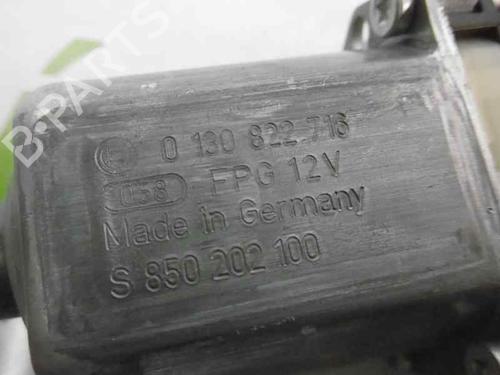 B-PARTS
0 130 822 716
058 FPG 12V
Made in Germany
S 850 202 100